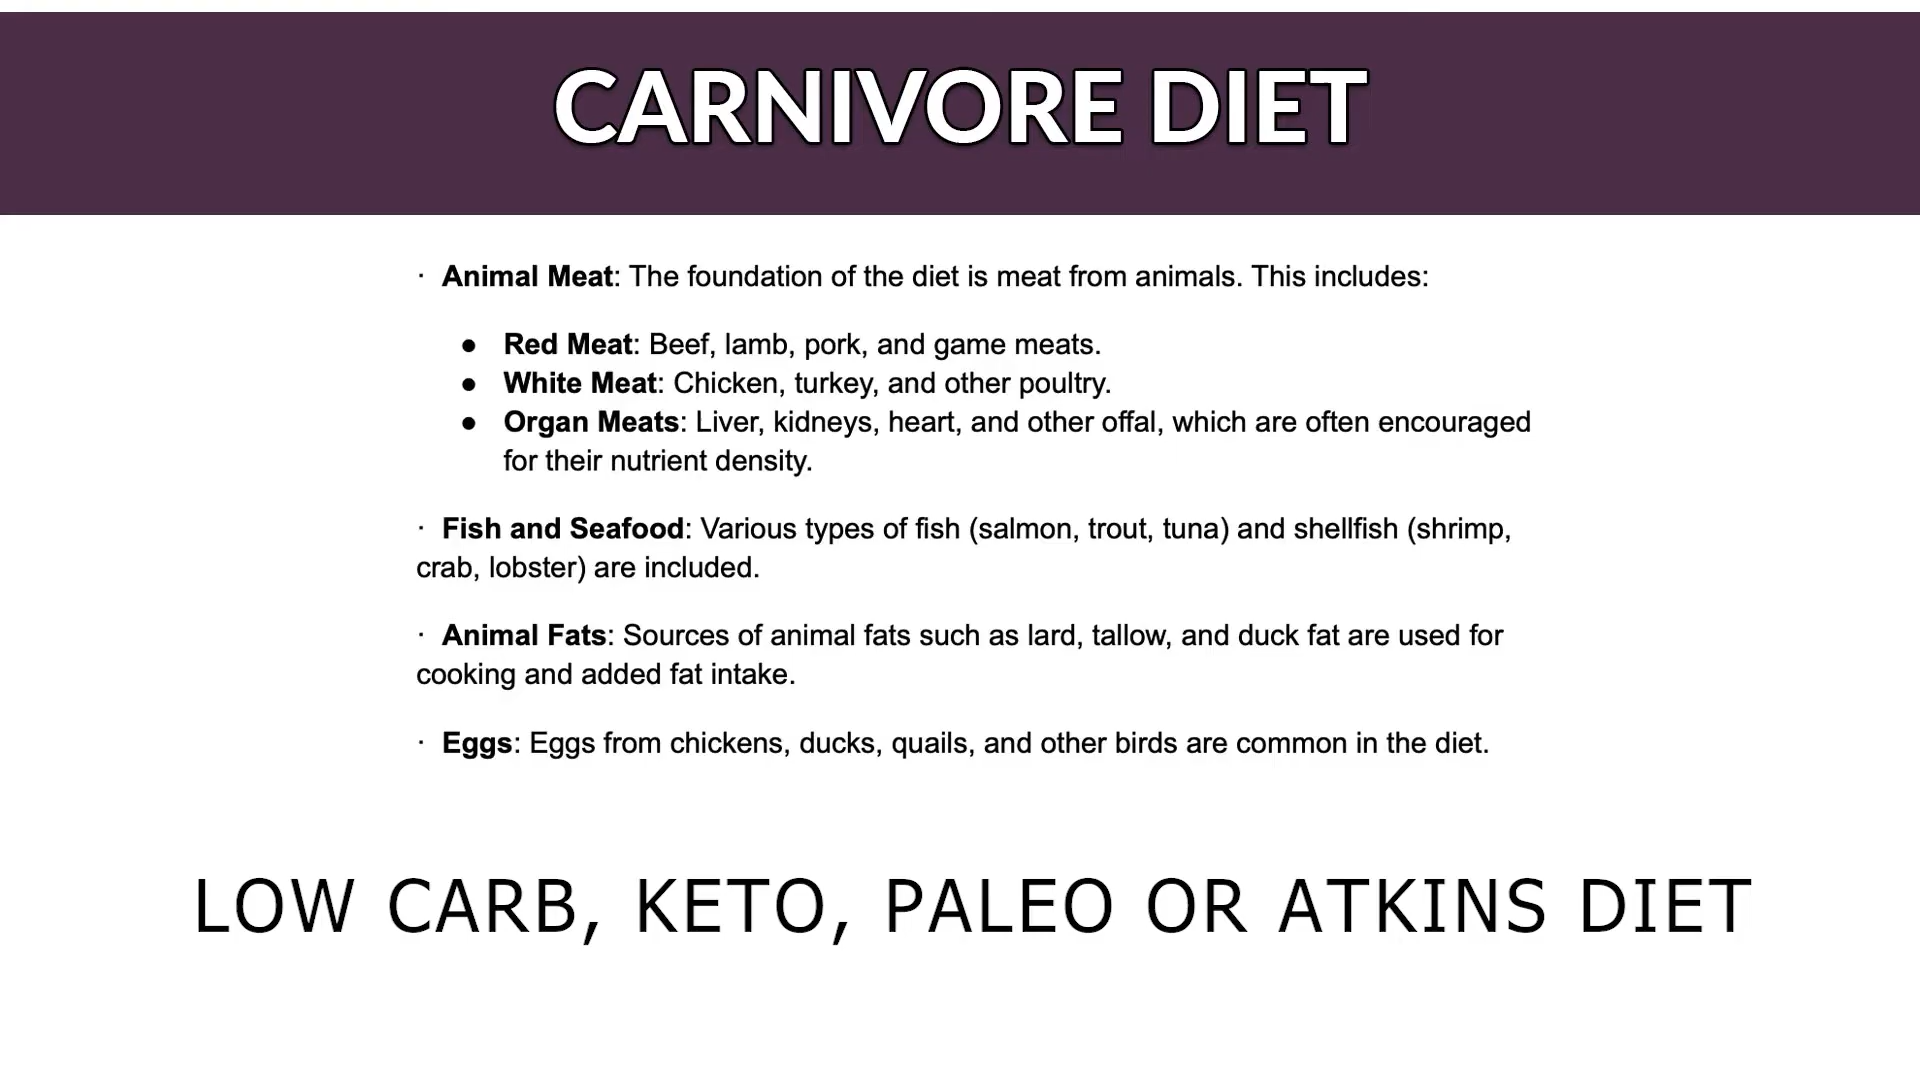 CARNIVORE DIET
· Animal Meat: The foundation of the diet is meat from animals. This includes:
● Red Meat: Beef, lamb, pork, and game meats.
● White Meat: Chicken, turkey, and other poultry.
● Organ Meats: Liver, kidneys, heart, and other offal, which are often encouraged
for their nutrient density.
· Fish and Seafood: Various types of fish (salmon, trout, tuna) and shellfish (shrimp,
crab, lobster) are included.
· Animal Fats: Sources of animal fats such as lard, tallow, and duck fat are used for
cooking and added fat intake.
· Eggs: Eggs from chickens, ducks, quails, and other birds are common in the diet.
LOW CARB, KETO, PALEO OR ATKINS DIET